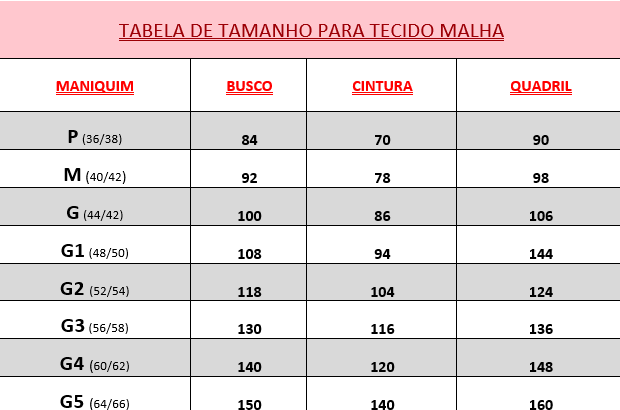 TABELA DE TAMANHO PARA TECIDO MALHA
MANIQUIM BUSCO CINTURA QUADRIL
P (36/38) 84 70 90
M (40/42) 92 78 98
G (44/42) 100 86 106
G1 (48/50) 108 94 144
G2 (52/54) 118 104 124
G3 (56/58) 130 116 136
G4 (60/62) 140 120 148
G5 (64/66) 150 140 160